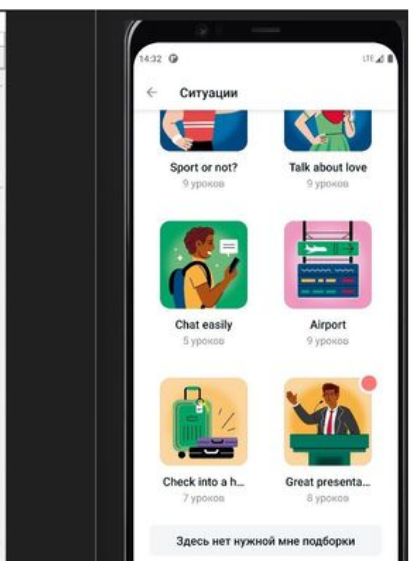 14:32 LTE
Ситуации
Sport or not? Talk about love
9 уроков 9 уроков
Chat easily Airport
5 уроков 9 уроков
Check into a h... Great presenta...
7 уроков 8 уроков
Здесь нет нужной мне подборки